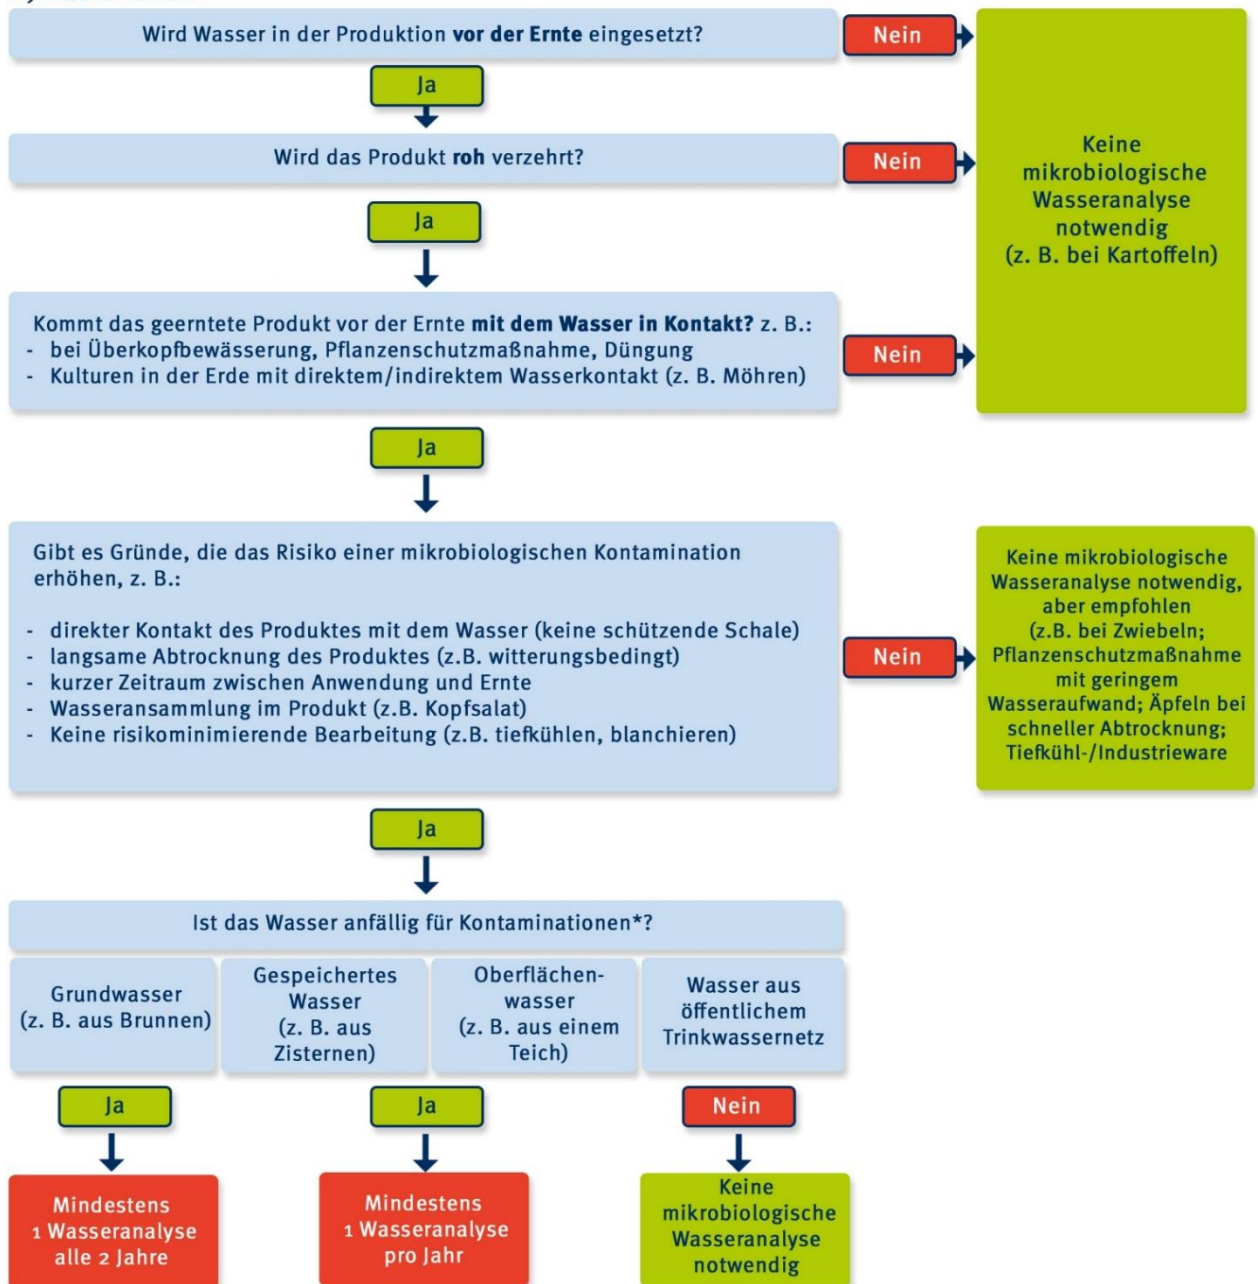 Wird Wasser in der Produktion vor der Ernte eingesetzt?
Nein
Ja
Wird das Produkt roh verzehrt?
Nein
Keine
mikrobiologische
Wasseranalyse
notwendig
(z. B. bei Kartoffeln)
Ja
Kommt das geerntete Produkt vor der Ernte mit dem Wasser in Kontakt? z. B.:
- bei Überkopfbewässerung, Pflanzenschutzmaßnahme, Düngung
- Kulturen in der Erde mit direktem/indirektem Wasserkontakt (z. B. Möhren)
Nein
Ja
Gibt es Gründe, die das Risiko einer mikrobiologischen Kontamination
erhöhen, z. B.:
- direkter Kontakt des Produktes mit dem Wasser (keine schützende Schale)
- langsame Abtrocknung des Produktes (z.B. witterungsbedingt)
- kurzer Zeitraum zwischen Anwendung und Ernte
- Wasseransammlung im Produkt (z.B. Kopfsalat)
- Keine risikominimierende Bearbeitung (z.B. tiefkühlen, blanchieren)
Nein
Keine mikrobiologische
Wasseranalyse notwendig,
aber empfohlen
(z.B. bei Zwiebeln;
Pflanzenschutzmaßnahme
mit geringem
Wasseraufwand; Äpfeln bei
schneller Abtrocknung;
Tiefkühl-/Industrieware
Ja
Ist das Wasser anfällig für Kontaminationen*?
Grundwasser
(z. B. aus Brunnen)
Gespeichertes
Wasser
(z. B. aus
Zisternen)
Oberflächen-
wasser
(z. B. aus einem
Teich)
Wasser aus
öffentlichem
Trinkwassernetz
Ja
Ja
Nein
Mindestens
1 Wasseranalyse
alle 2 Jahre
Mindestens
1 Wasseranalyse
pro Jahr
Keine
mikrobiologische
Wasseranalyse
notwendig